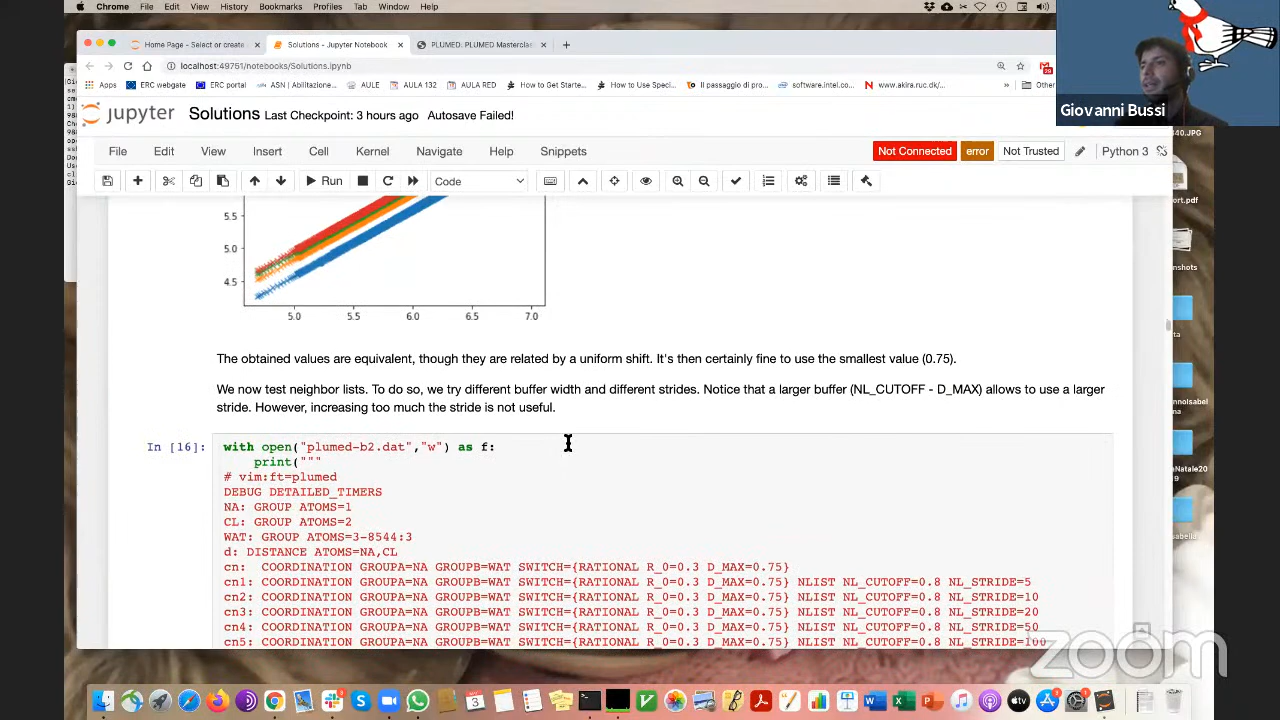 Chrome File Edit View History Bookmarks People Tab Window Help
Home Page - Select or create
Solutions - Jupyter Notebook
PLUMED: PLUMED Masterclas
localhost:49751/notebooks/Solutions.ipynb
Apps ERC webgate ERC portal ASN | Abilitazione... AULE AULA 132 How to Get Starte... How to Use Speci... Il passaggio di pro... software.intel.co... www.akira.ruc.dk/...
Giovanni Bussi
jupyter Solutions Last Checkpoint: 3 hours ago Autosave Failed!
File Edit View Insert Cell Kernel Navigate Help Snippets
Not Connected error Not Trusted Python 3
Run Code
5.5
5.0
4.5
5.0 5.5 6.0 6.5 7.0
The obtained values are equivalent, though they are related by a uniform shift. It's then certainly fine to use the smallest value (0.75).
We now test neighbor lists. To do so, we try different buffer width and different strides. Notice that a larger buffer (NL_CUTOFF - D_MAX) allows to use a larger
stride. However, increasing too much the stride is not useful.
In [16]: with open("plumed-b2.dat","w") as f:
print("""
# vim:ft=plumed
DEBUG DETAILED_TIMERS
NA: GROUP ATOMS=1
CL: GROUP ATOMS=2
WAT: GROUP ATOMS=3-8544:3
d: DISTANCE ATOMS=NA,CL
cn: COORDINATION GROUPA=NA GROUPB=WAT SWITCH={RATIONAL R_0=0.3 D_MAX=0.75}
cn1: COORDINATION GROUPA=NA GROUPB=WAT SWITCH={RATIONAL R_0=0.3 D_MAX=0.75} NLIST NL_CUTOFF=0.8 NL_STRIDE=5
cn2: COORDINATION GROUPA=NA GROUPB=WAT SWITCH={RATIONAL R_0=0.3 D_MAX=0.75} NLIST NL_CUTOFF=0.8 NL_STRIDE=10
cn3: COORDINATION GROUPA=NA GROUPB=WAT SWITCH={RATIONAL R_0=0.3 D_MAX=0.75} NLIST NL_CUTOFF=0.8 NL_STRIDE=20
cn4: COORDINATION GROUPA=NA GROUPB=WAT SWITCH={RATIONAL R_0=0.3 D_MAX=0.75} NLIST NL_CUTOFF=0.8 NL_STRIDE=50
cn5: COORDINATION GROUPA=NA GROUPB=WAT SWITCH={RATIONAL R_0=0.3 D_MAX=0.75} NLIST NL_CUTOFF=0.8 NL_STRIDE=100
zoom